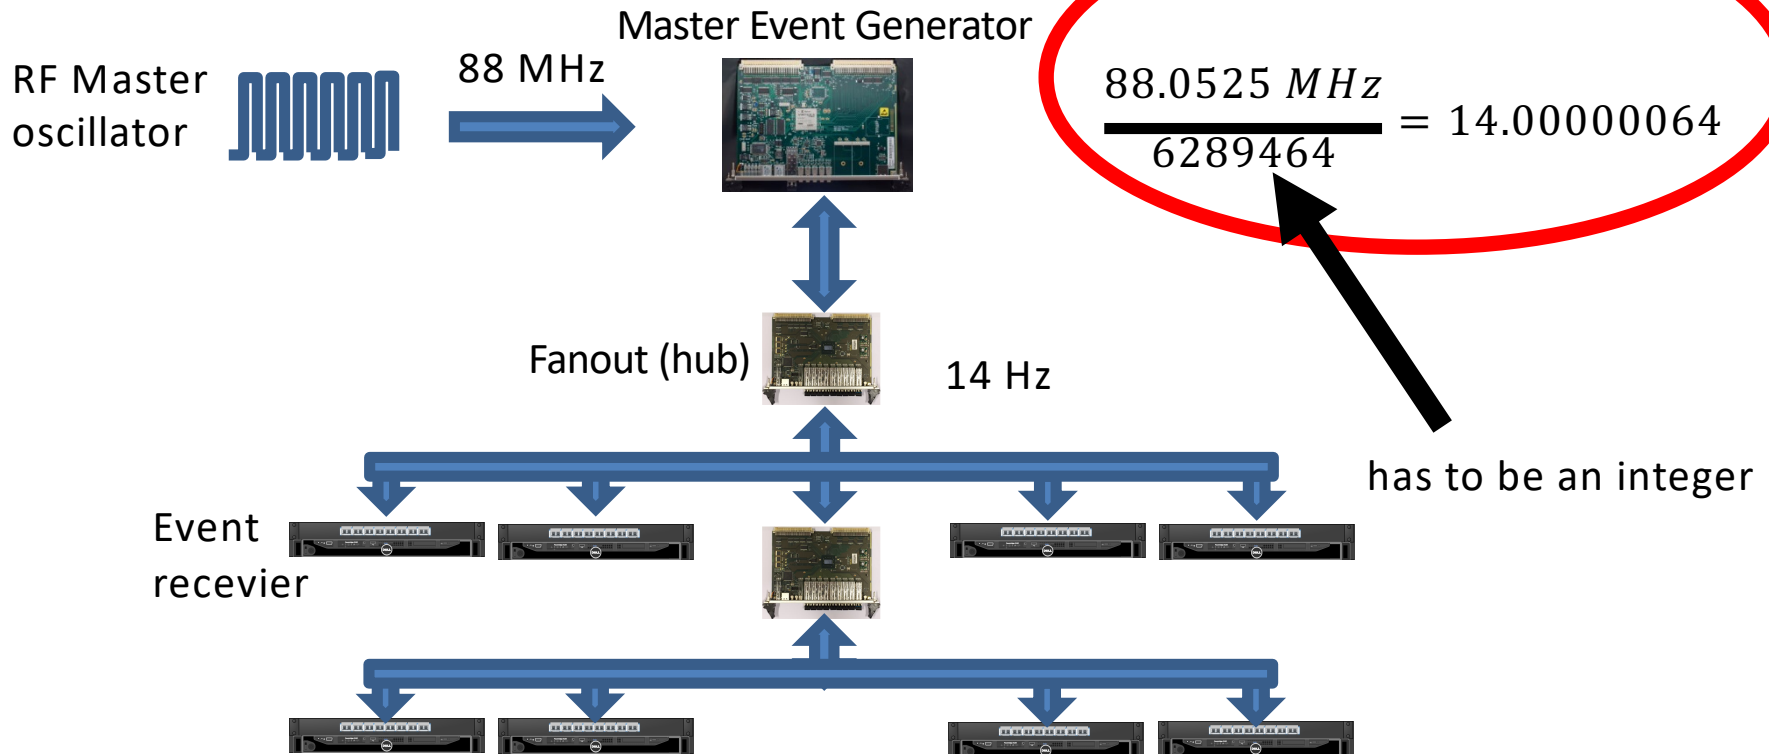 Master Event Generator
RF Master
oscillator
88 MHz
88.0525 MHz
6289464
= 14.00000064
Fanout (hub)
14 Hz
has to be an integer
Event
recevier